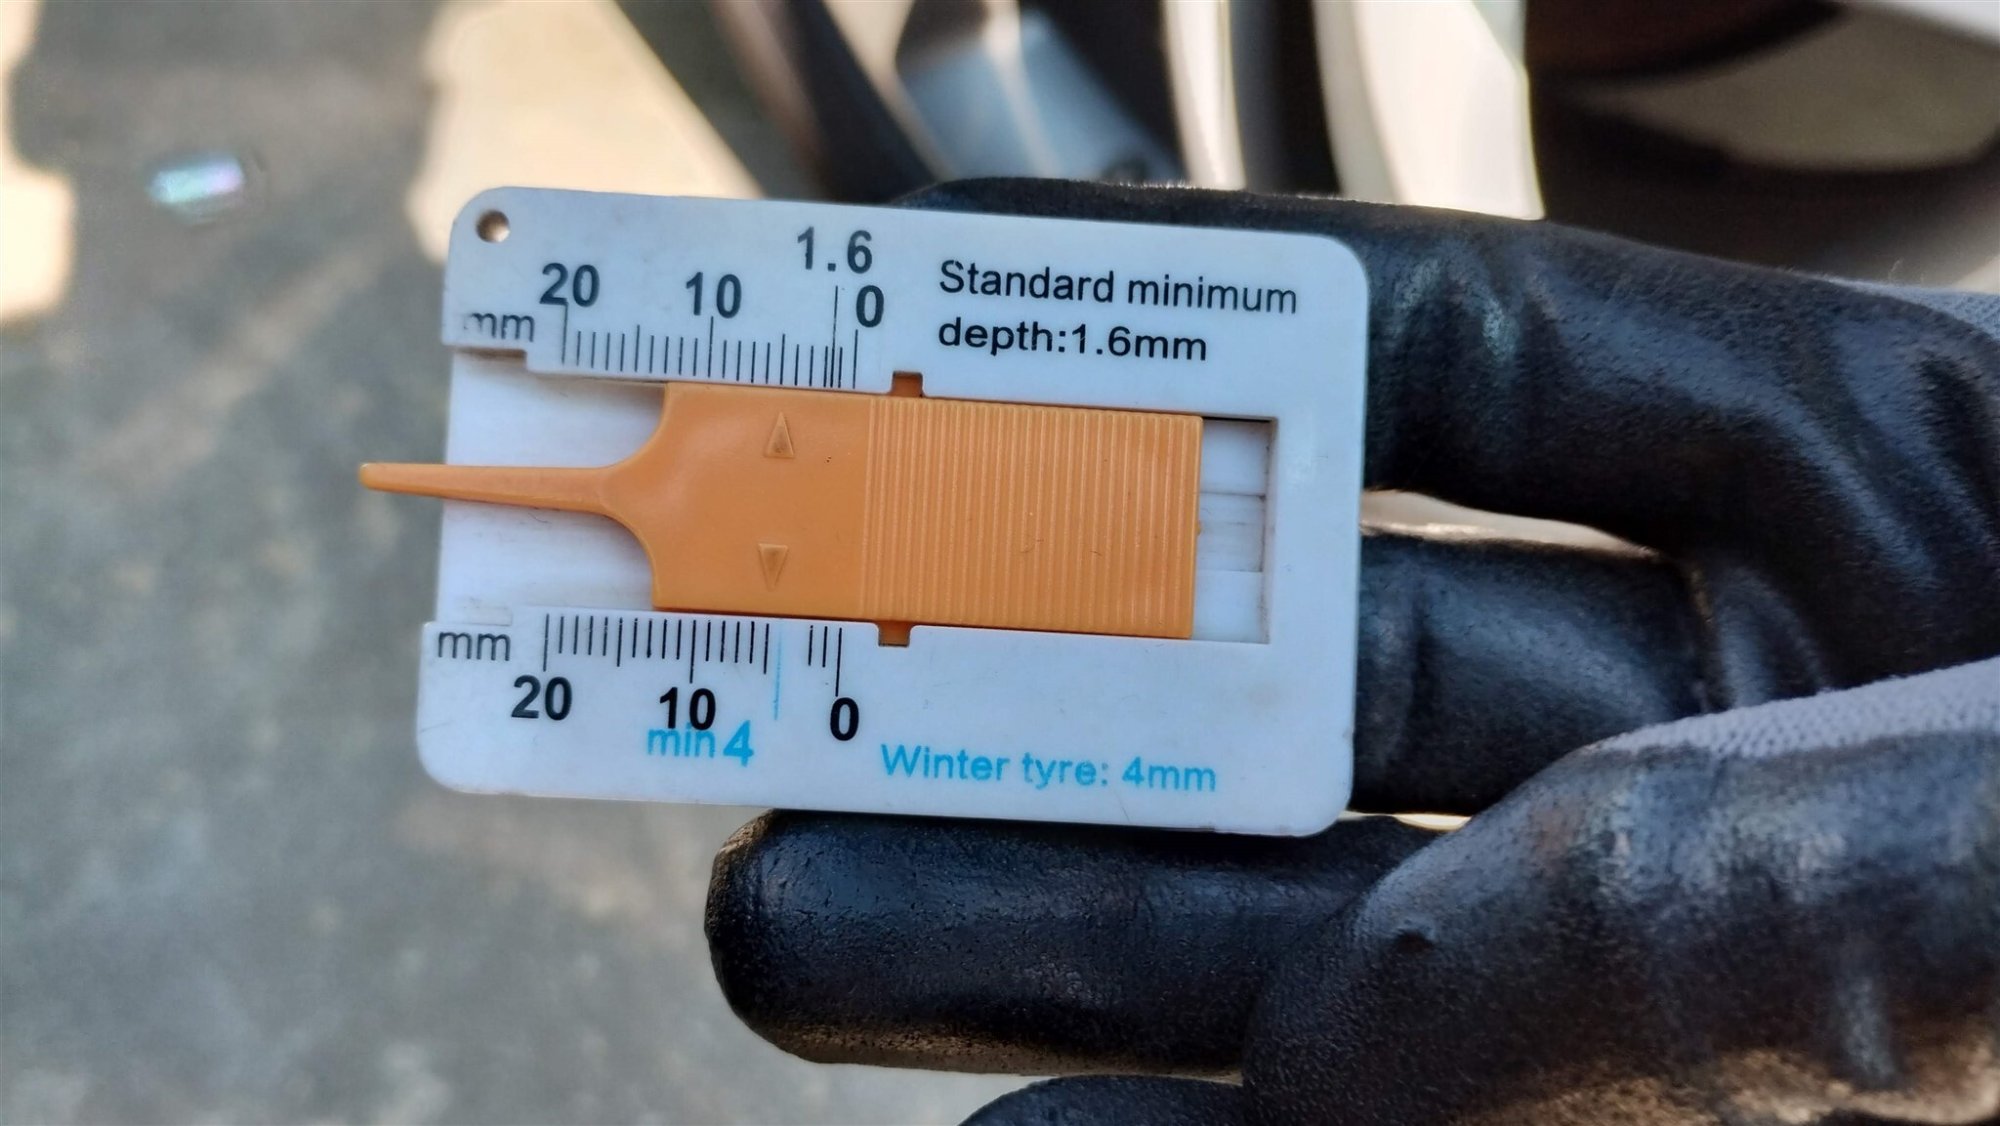 1.6
20 10 0
mm
Standard minimum
depth:1.6mm
mm
20 10 0
min 4
Winter tyre: 4mm